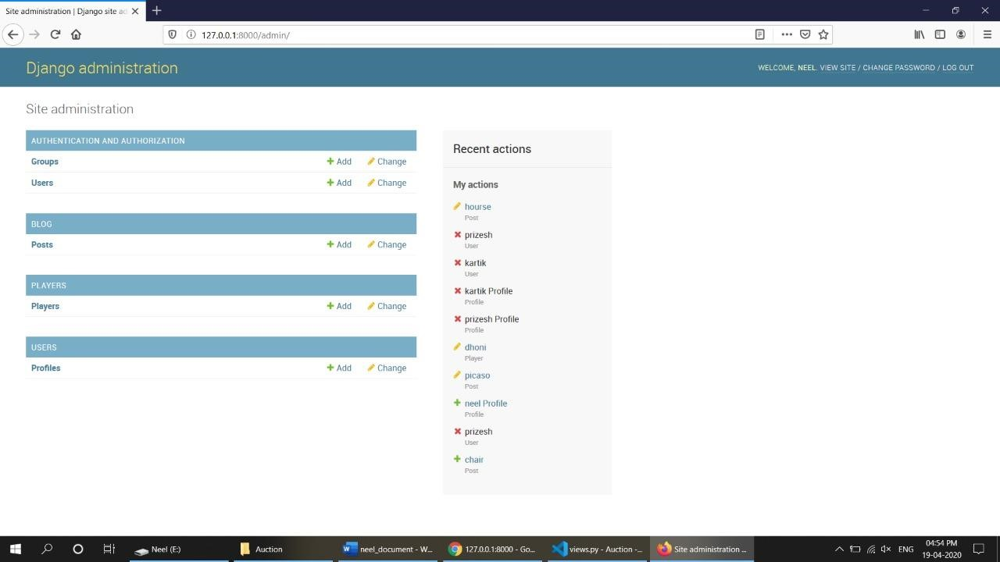 Site administration | Django site ad
127.0.0.1:8000/admin/
Django administration
WELCOME, NEEL. VIEW SITE / CHANGE PASSWORD / LOG OUT
Site administration
AUTHENTICATION AND AUTHORIZATION
Groups Add Change
Users Add Change
BLOG
Posts Add Change
PLAYERS
Players Add Change
USERS
Profiles Add Change
Recent actions
My actions
hourse
Post
prizesh
User
kartik
User
kartik Profile
Profile
prizesh Profile
Profile
dhoni
Player
picaso
Post
neel Profile
Profile
prizesh
User
chair
Post
Neel (E:)
Auction
neel_document - W...
127.0.0.1:8000 - Go...
views.py - Auction -...
Site administration ...
ENG
04:54 PM
19-04-2020